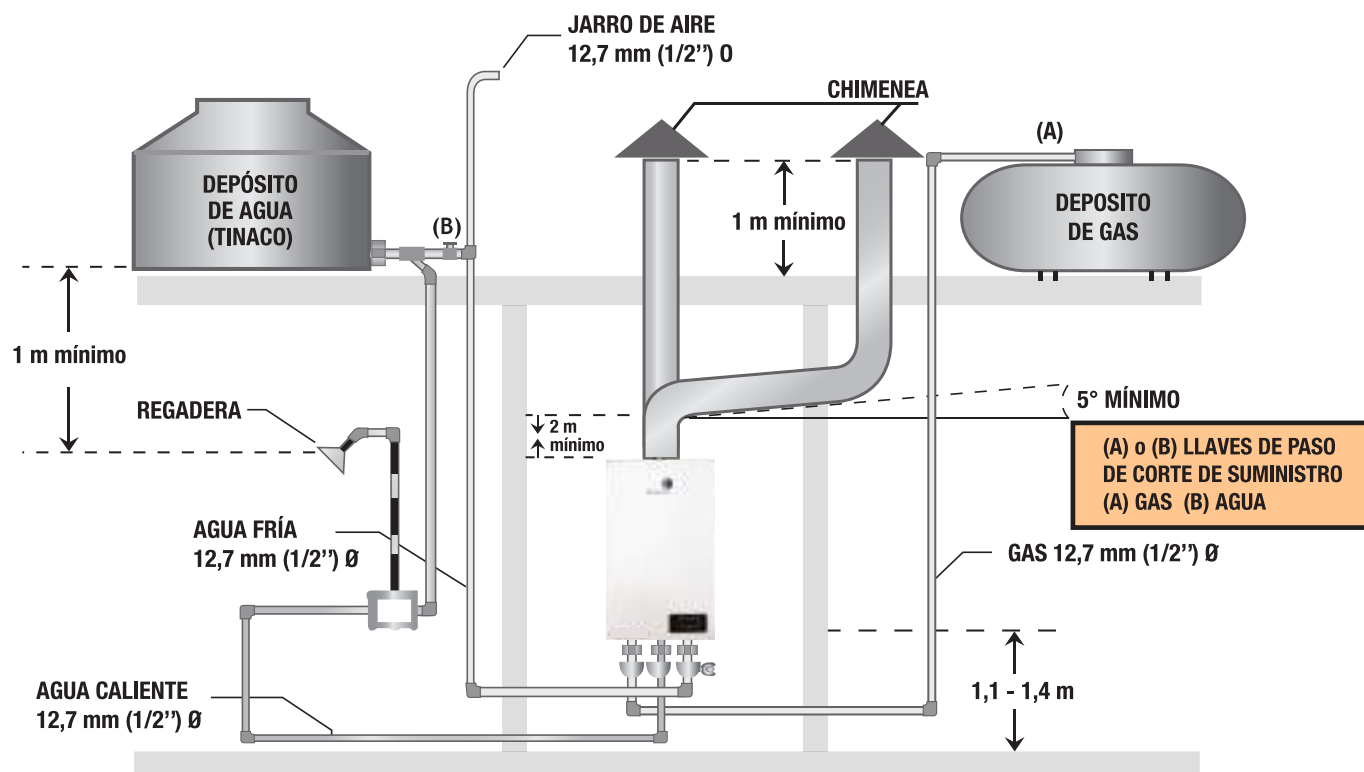 JARRO DE AIRE
12,7 mm (1/2’’) O
CHIMENEA
(A)
DEPÓSITO
DE AGUA
(TINACO)
(B)
1 m mínimo
DEPOSITO
DE GAS
1 m mínimo
REGADERA
2 m
mínimo
5° MÍNIMO
(A) o (B) LLAVES DE PASO
DE CORTE DE SUMINISTRO
(A) GAS (B) AGUA
AGUA FRÍA
12,7 mm (1/2’’) Ø
GAS 12,7 mm (1/2’’) Ø
AGUA CALIENTE
12,7 mm (1/2’’) Ø
1,1 - 1,4 m